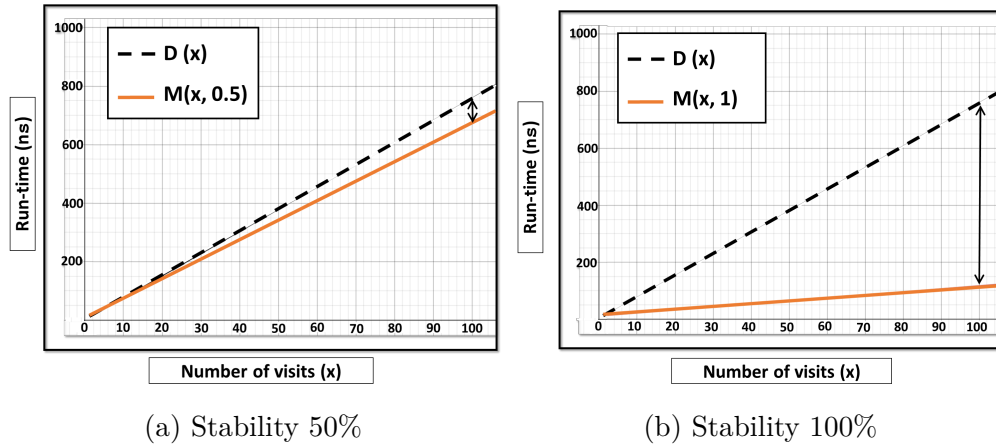 1000
800
600
400
200
0 10 20 30 40 50 60 70 80 90 100
D (x)
M(x, 0.5)
Run-time (ns)
Number of visits (x)
(a) Stability 50%
1000
800
600
400
200
0 10 20 30 40 50 60 70 80 90 100
D (x)
M(x, 1)
Run-time (ns)
Number of visits (x)
(b) Stability 100%